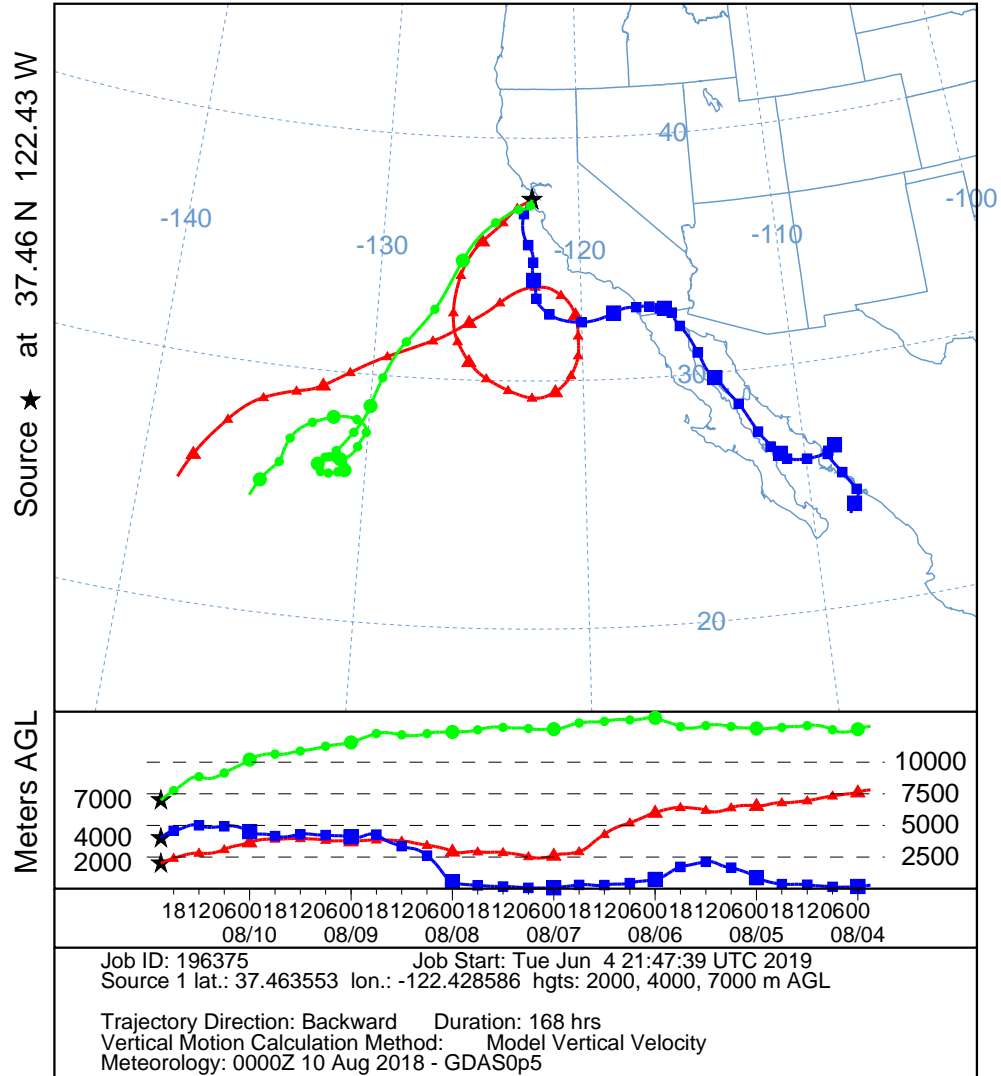 Source ★ at 37.46 N 122.43 W
40
-100
-140
-130
-120
-110
30
20
Meters AGL
10000
7000
7500
4000
5000
2000
2500
18 12 06 00 18 12 06 00 18 12 06 00 18 12 06 00 18 12 06 00 18 12 06 00 18 12 06 00
08/10 08/09 08/08 08/07 08/06 08/05 08/04
Job ID: 196375 Job Start: Tue Jun 4 21:47:39 UTC 2019
Source 1 lat.: 37.463553 lon.: -122.428586 hgts: 2000, 4000, 7000 m AGL
Trajectory Direction: Backward Duration: 168 hrs
Vertical Motion Calculation Method: Model Vertical Velocity
Meteorology: 0000Z 10 Aug 2018 - GDAS0p5